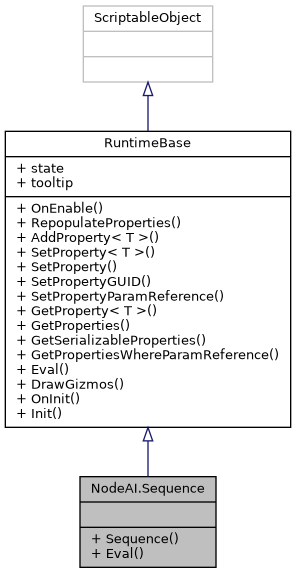 ScriptableObject
RuntimeBase
+ state
+ tooltip
+ OnEnable()
+ RepopulateProperties()
+ AddProperty< T >()
+ SetProperty< T >()
+ SetProperty()
+ SetPropertyGUID()
+ SetPropertyParamReference()
+ GetProperty< T >()
+ GetProperties()
+ GetSerializableProperties()
+ GetPropertiesWhereParamReference()
+ Eval()
+ DrawGizmos()
+ OnInit()
+ Init()
NodeAI.Sequence
+ Sequence()
+ Eval()